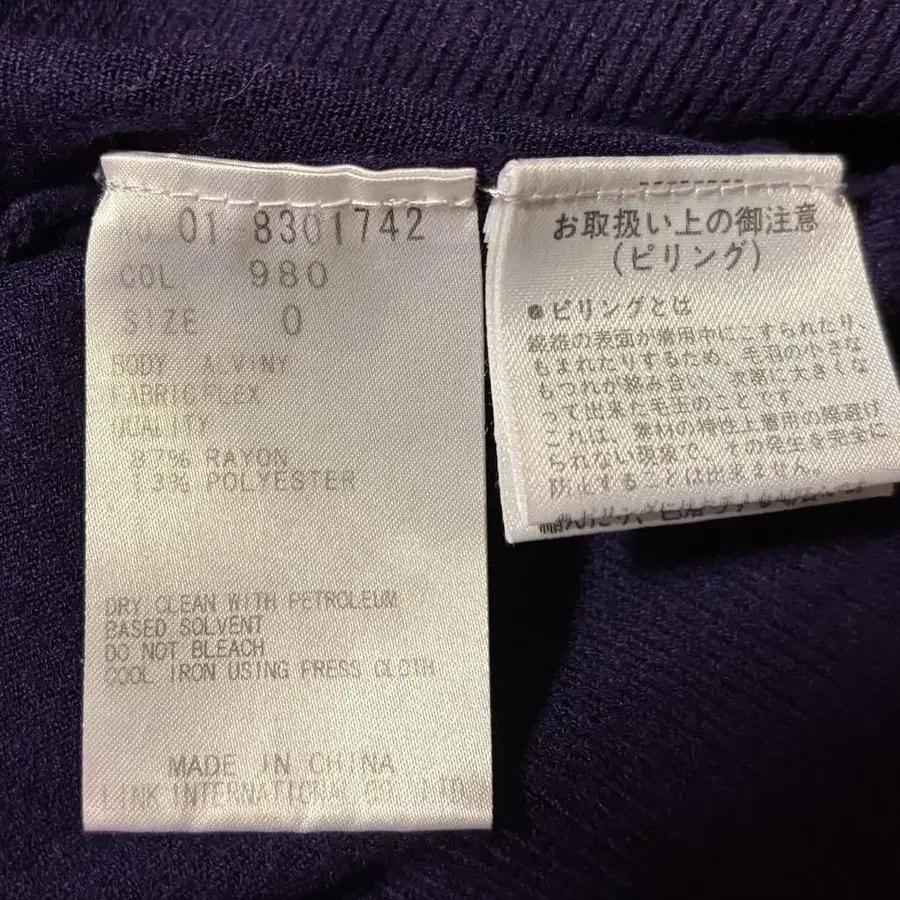 01 8301742
COL. 980
SIZE 0
BODY
FABRIC FLEX
QUALITY
87% RAYON
13% POLYESTER
DRY CLEAN WITH PETROLEUM
BASED SOLVENT
DO NOT BLEACH
COOL IRON USING PRESS CLOTH
MADE IN CHINA
LINK INTERNATIONAL CO., LTD.
お取扱い上の御注意
(ピリング)
●ピリングとは
繊維の表面が着用中にこすられたり、
もまれたりするため、毛羽の小さな
もつれが絡み合い、次第に大きくな
って出来た毛玉のことです。
これは、素材の特性上着用の際避け
られない現象で、その発生を完全に
防止することは出来ません。